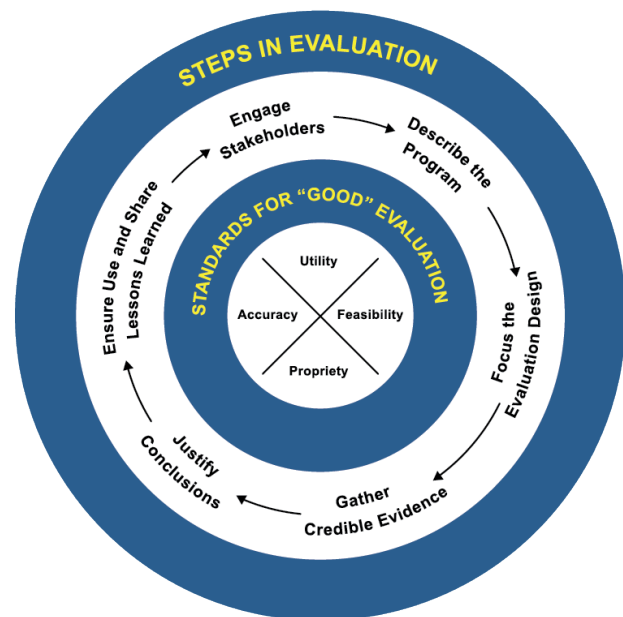 STEPS IN EVALUATION
Engage
Stakeholders
Describe the
Program
Focus the
Evaluation Design
Gather
Credible Evidence
Justify
Conclusions
Ensure Use and Share
Lessons Learned
STANDARDS FOR “GOOD” EVALUATION
Utility
Accuracy
Feasibility
Propriety